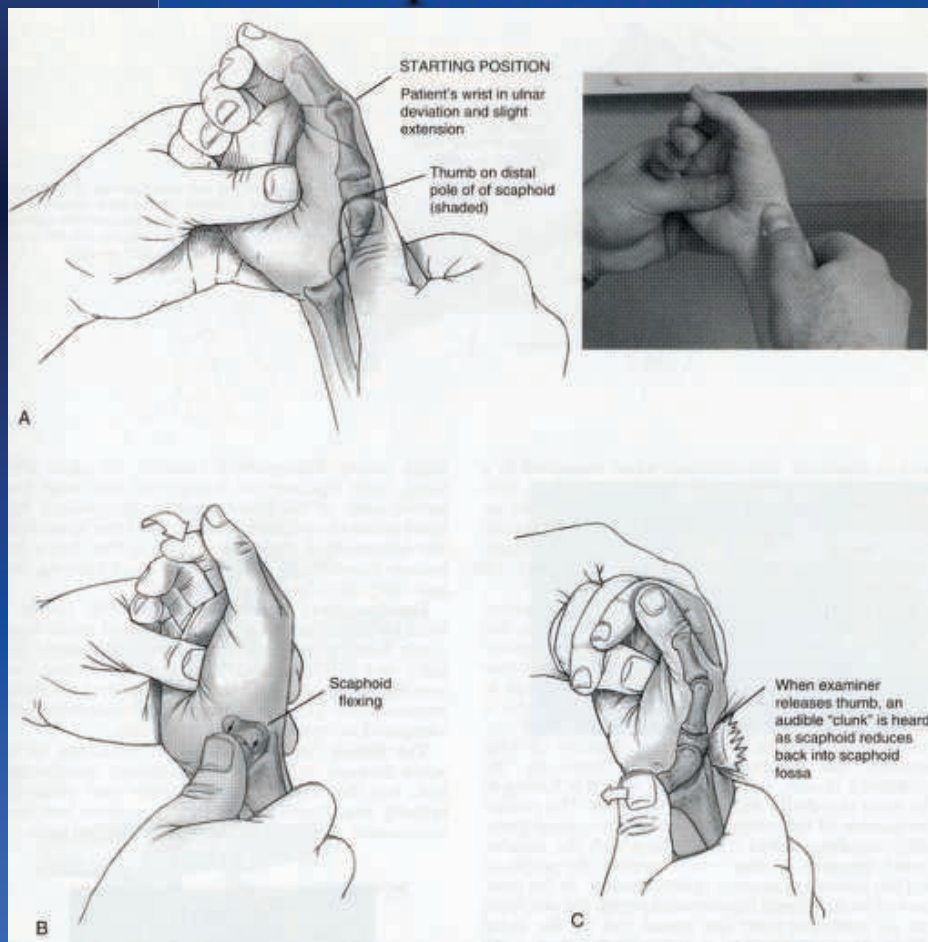 STARTING POSITION
Patient's wrist in ulnar
deviation and slight
extension
Thumb on distal
pole of of scaphoid
(shaded)
A
Scaphoid
flexing
B
When examiner
releases thumb, an
audible "clunk" is heard
as scaphoid reduces
back into scaphoid
fossa
C